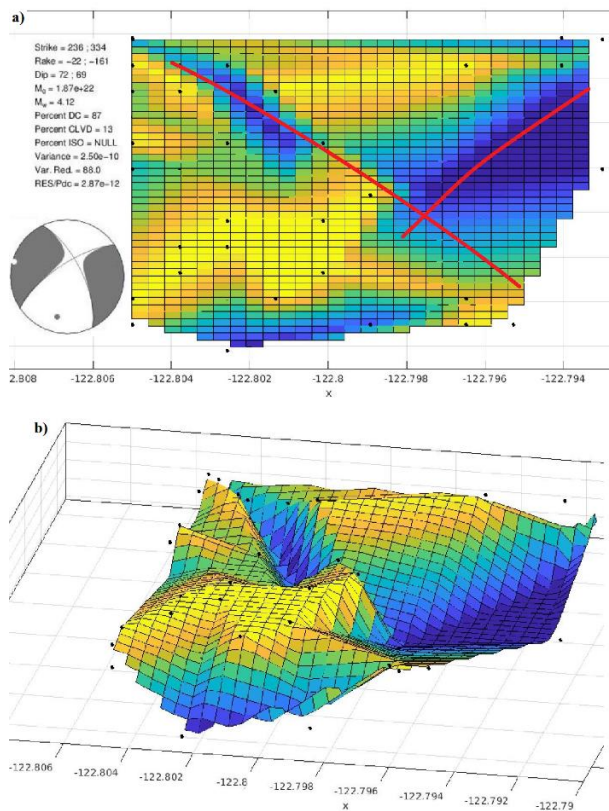 a)
Strike = 236 ; 334
Rake = -22 ; -161
Dip = 72 ; 69
M₀ = 1.87e+22
Mw = 4.12
Percent DC = 87
Percent CLVD = 13
Percent ISO = NULL
Variance = 2.50e-10
Var. Red. = 88.0
RES/Pdc = 2.87e-12
2.808 -122.806 -122.804 -122.802 -122.8 -122.798 -122.796 -122.794
x
b)
-122.806 -122.804 -122.802 -122.8 -122.798 -122.796 -122.794 -122.792 -122.79
x